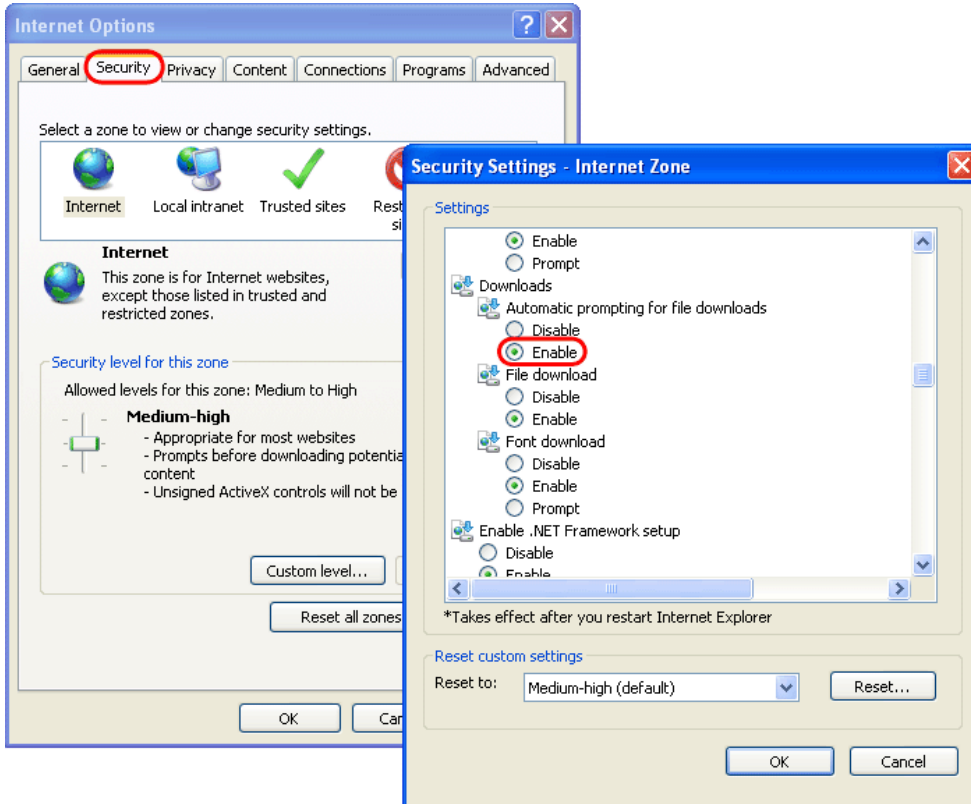 Internet Options
General
Security
Privacy
Content
Connections
Programs
Advanced
Select a zone to view or change security settings.
Internet
Local intranet
Trusted sites
Internet
This zone is for Internet websites,
except those listed in trusted and
restricted zones.
Security level for this zone
Allowed levels for this zone: Medium to High
Medium-high
- Appropriate for most websites
- Prompts before downloading
content
- Unsigned ActiveX controls will not be
Custom level...
Reset all zones
OK
Security Settings - Internet Zone
Settings
Enable
Prompt
Downloads
Automatic prompting for file downloads
Disable
Enable
File download
Disable
Enable
Font download
Disable
Enable
Prompt
Enable .NET Framework setup
Disable
Enable
*Takes effect after you restart Internet Explorer
Reset custom settings
Reset to:
Medium-high (default)
Reset...
OK
Cancel